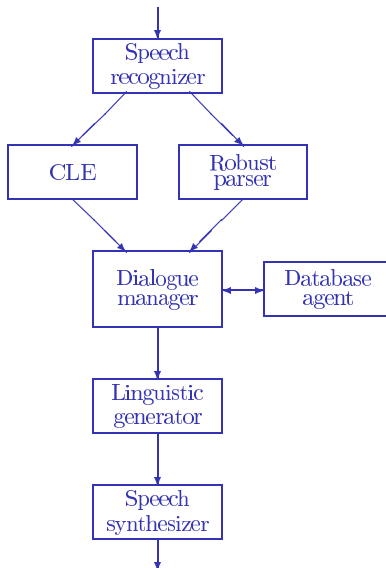 Speech
recognizer
CLE
Robust
parser
Dialogue
manager
Database
agent
Linguistic
generator
Speech
synthesizer